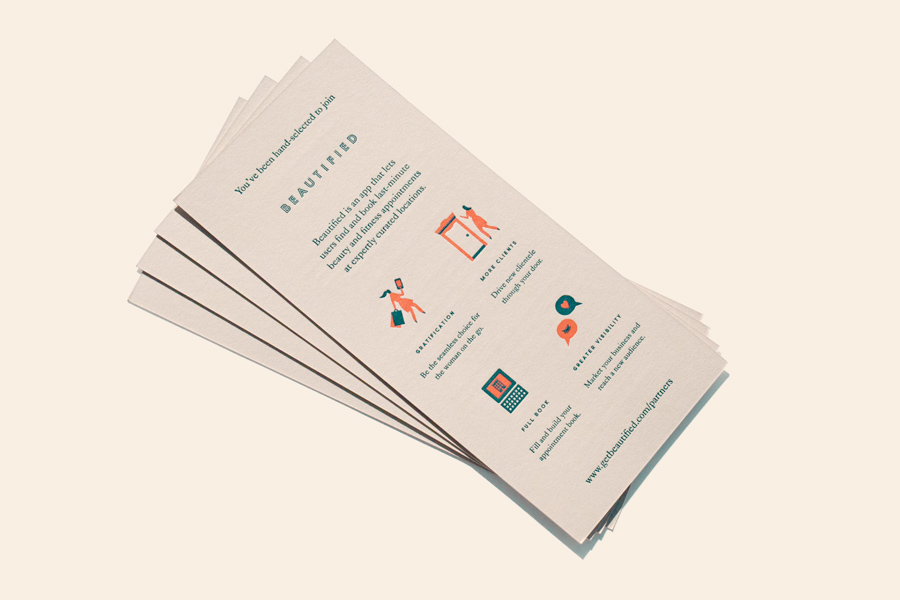 You've been hand-selected to join
BEAUTIFIED
Beautified is an app that lets
users find and book last-minute
beauty and fitness appointments
at expertly curated locations.
GRATIFICATION
Be the seamless choice for
the woman on the go.
MORE CLIENTS
Drive new clientele
through your door.
FULL BOOK
Fill and build your
appointment book.
GREATER VISIBILITY
Market your business and
reach a new audience.
www.getbeautified.com/partners